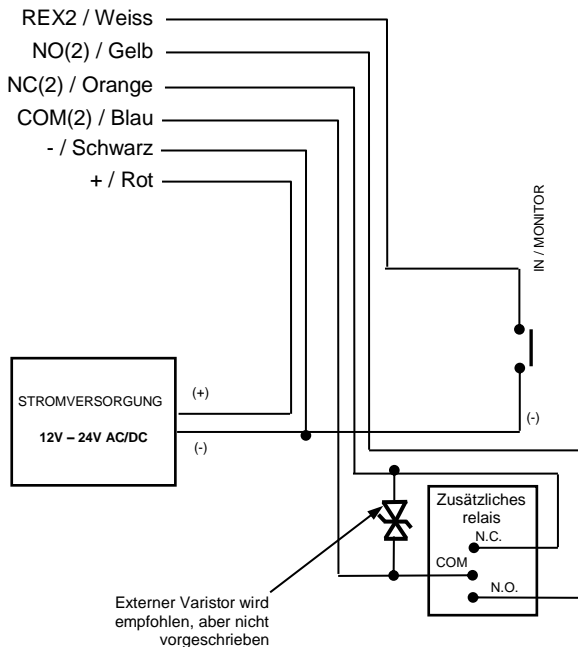 REX2 / Weiss
NO(2) / Gelb
NC(2) / Orange
COM(2) / Blau
- / Schwarz
+ / Rot
IN / MONITOR
STROMVERSORGUNG
12V – 24V AC/DC
(+)
(-)
(-)
Zusätzliches
relais
N.C.
COM
N.O.
Externer Varistor wird
empfohlen, aber nicht
vorgeschrieben